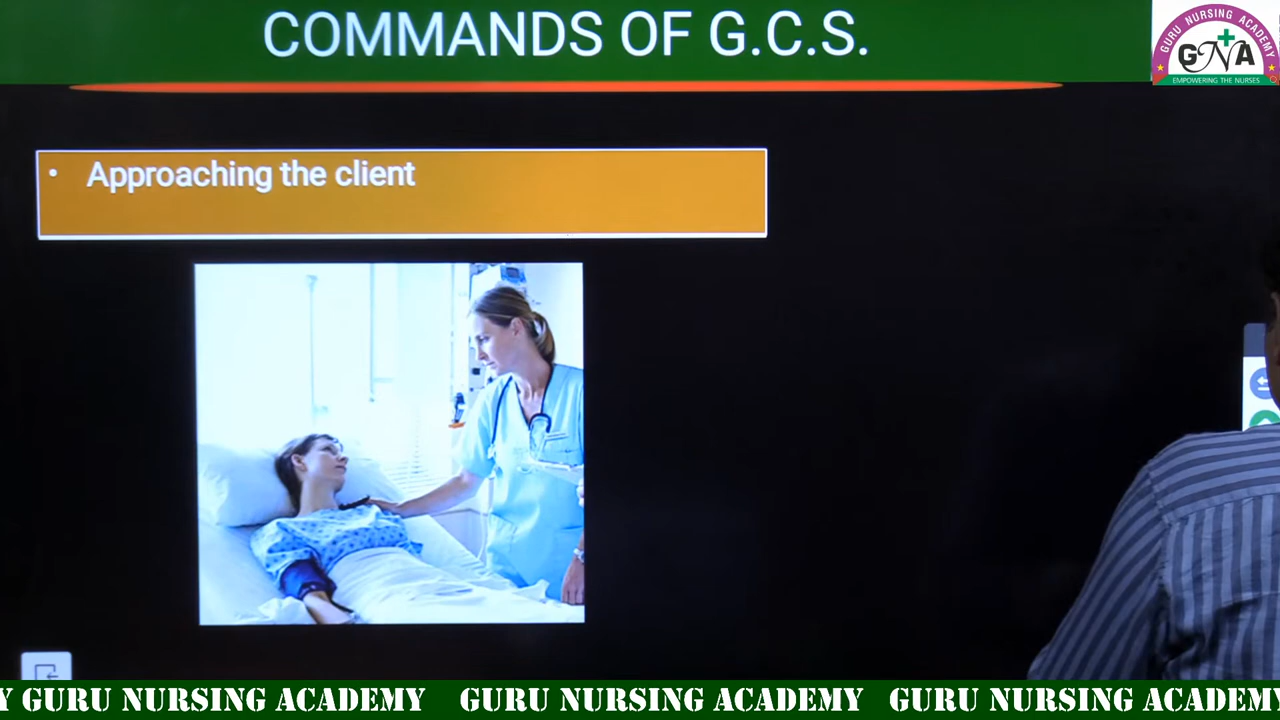 COMMANDS OF G.C.S.
GURU NURSING ACADEMY
GNA
EMPOWERING THE NURSES
• Approaching the client
Y GURU NURSING ACADEMY GURU NURSING ACADEMY GURU NURSING ACADEMY